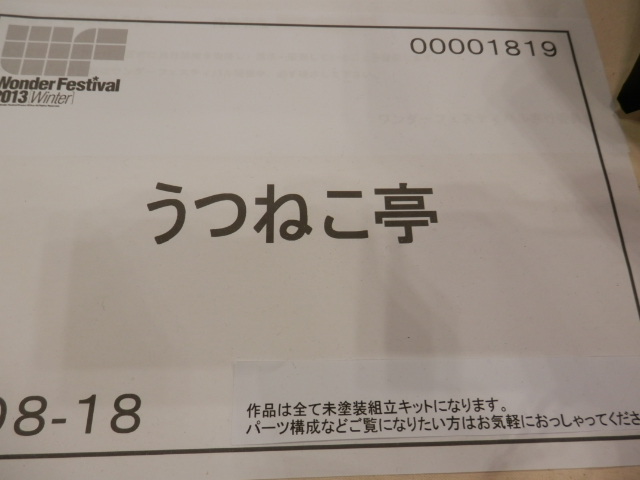 00001819
Wonder Festival
2013 Winter
うつねこ亭
08-18
作品は全て未塗装組立キットになります。
パーツ構成などご覧になりたい方はお気軽におっしゃってくださ